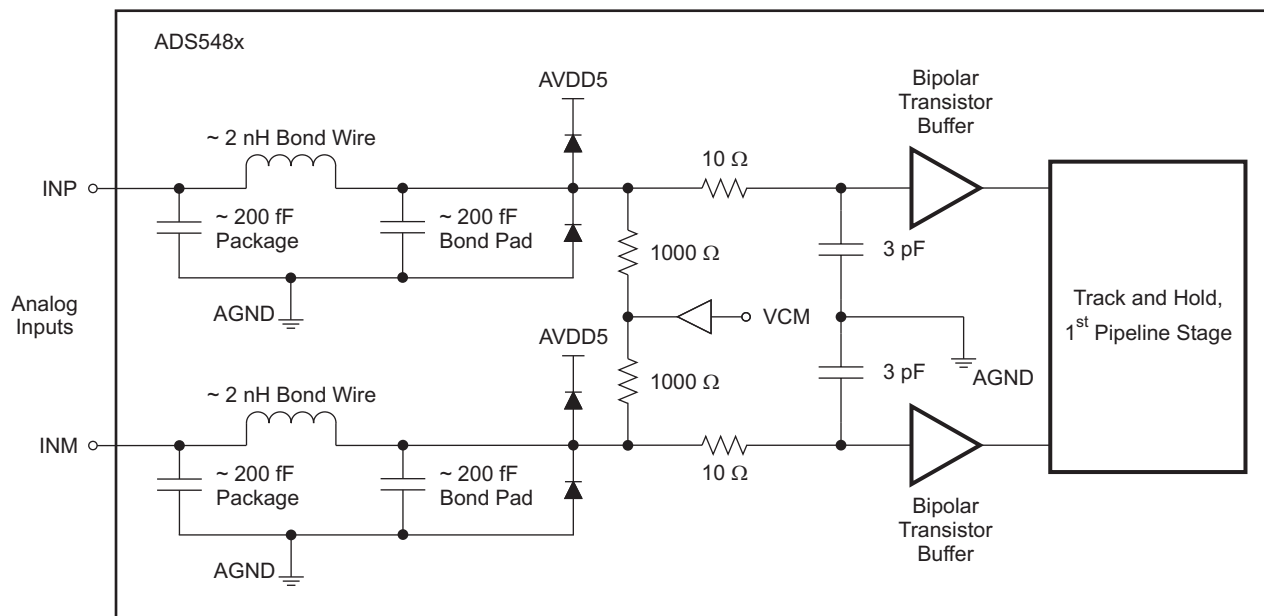 ADS548x
AVDD5
Bipolar
Transistor
Buffer
~ 2 nH Bond Wire
10 Ω
INP
~ 200 fF
Package
~ 200 fF
Bond Pad
1000 Ω
3 pF
Analog
Inputs
AGND
VCM
Track and Hold,
1st Pipeline Stage
AVDD5
~ 2 nH Bond Wire
1000 Ω
3 pF
AGND
INM
~ 200 fF
Package
~ 200 fF
Bond Pad
10 Ω
Bipolar
Transistor
Buffer
AGND